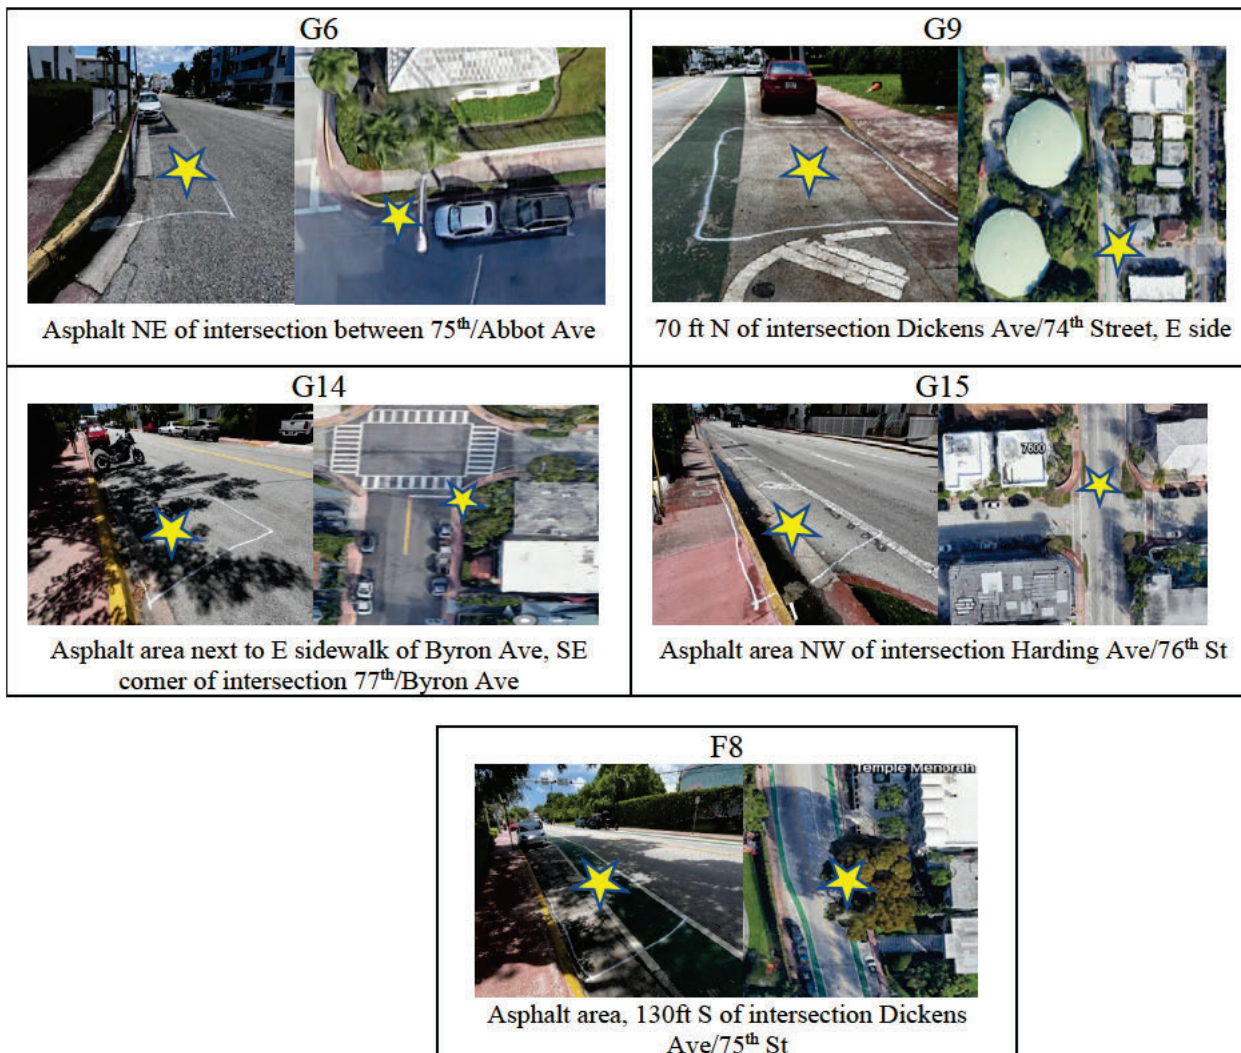 G6
Asphalt NE of intersection between 75th/Abbot Ave
G9
70 ft N of intersection Dickens Ave/74th Street, E side
G14
Asphalt area next to E sidewalk of Byron Ave, SE
corner of intersection 77th/Byron Ave
G15
7600
Asphalt area NW of intersection Harding Ave/76th St
F8
Temple Menorah
Asphalt area, 130ft S of intersection Dickens
Ave/75th St